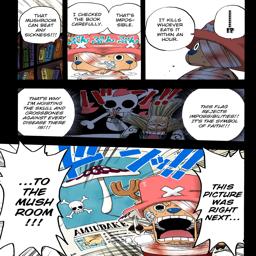 !!
IT KILLS
WHOEVER
EATS IT
WITHIN AN
HOUR.
THAT'S
IMPOS-
SIBLE.
I CHECKED
THE BOOK
CAREFULLY.
THAT
MUSHROOM
CAN BEAT
ANY
SICKNESS!!!
THIS FLAG
REJECTS
IMPOSSIBILITIES!!
IT'S THE SYMBOL
OF FAITH!!
THAT'S WHY
I'M HOISTING
THE SKULL AND
CROSSBONES
AGAINST EVERY
DISEASE THERE
IS!!!
THIS
PICTURE
WAS
RIGHT
NEXT...
...TO
THE
MUSH
ROOM!!!